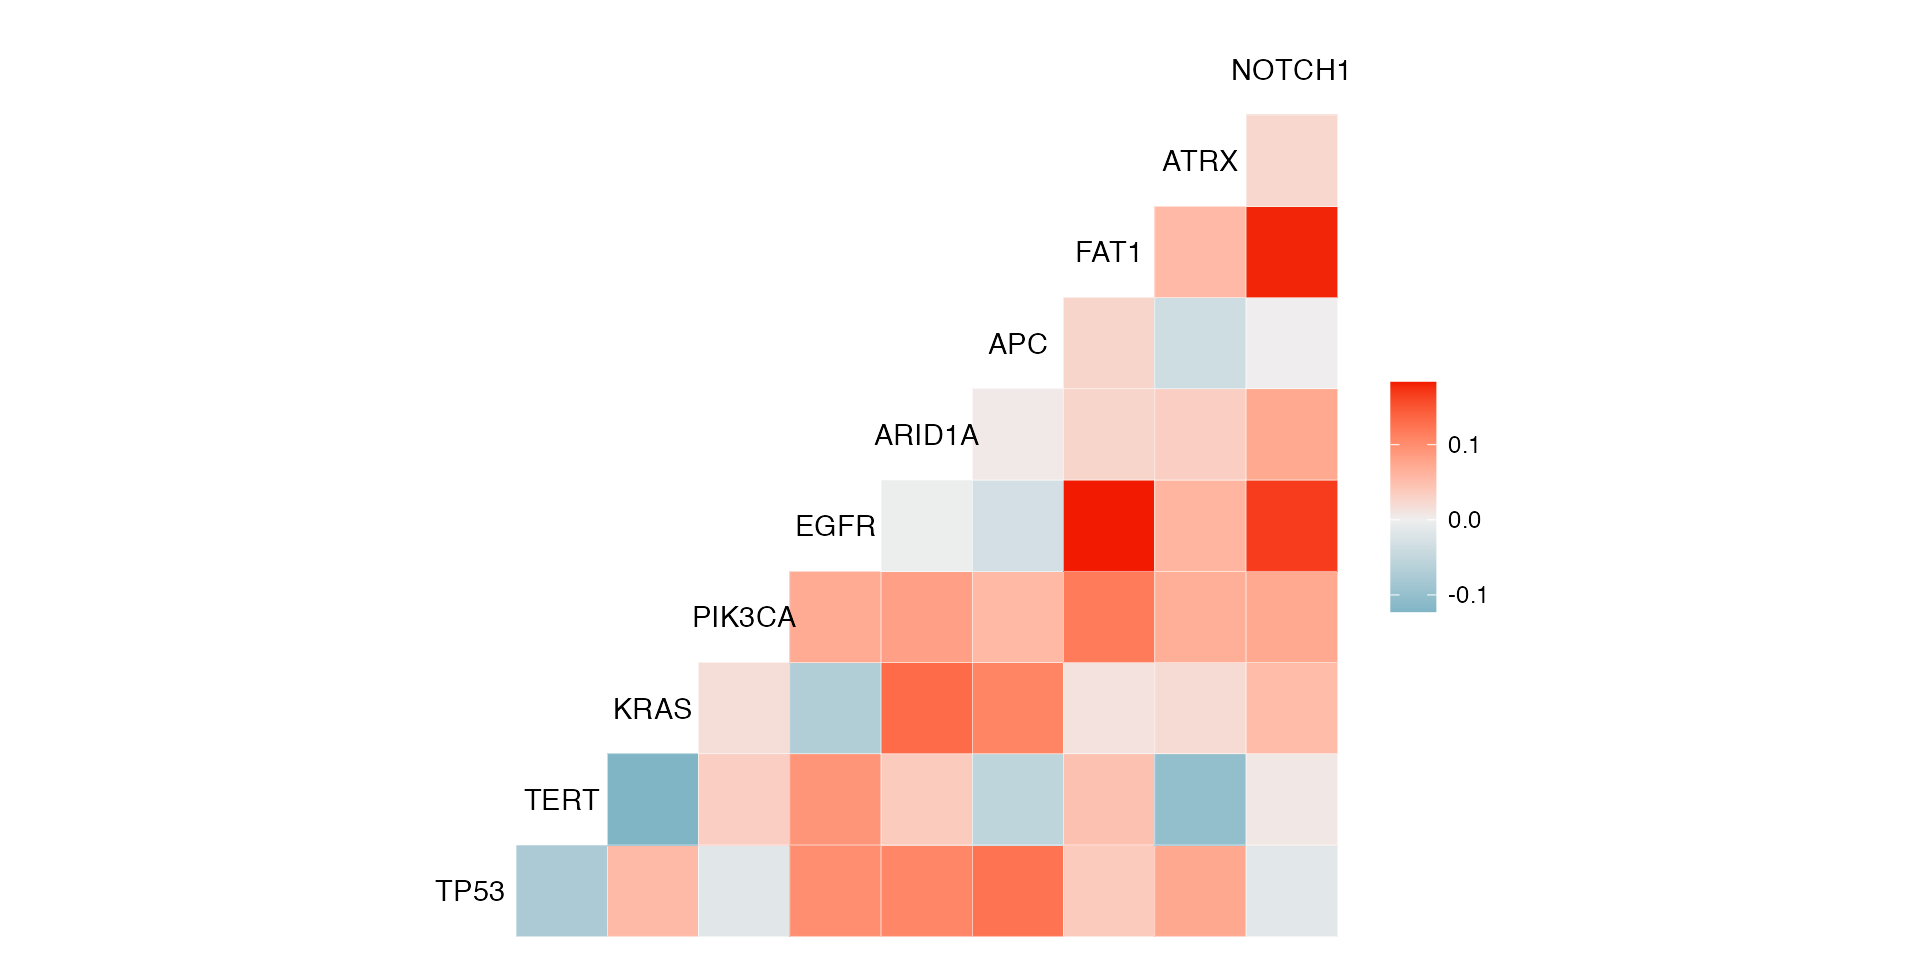 NOTCH1
ATRX
FAT1
APC
ARID1A
EGFR
PIK3CA
KRAS
TERT
TP53
0.1
0.0
-0.1